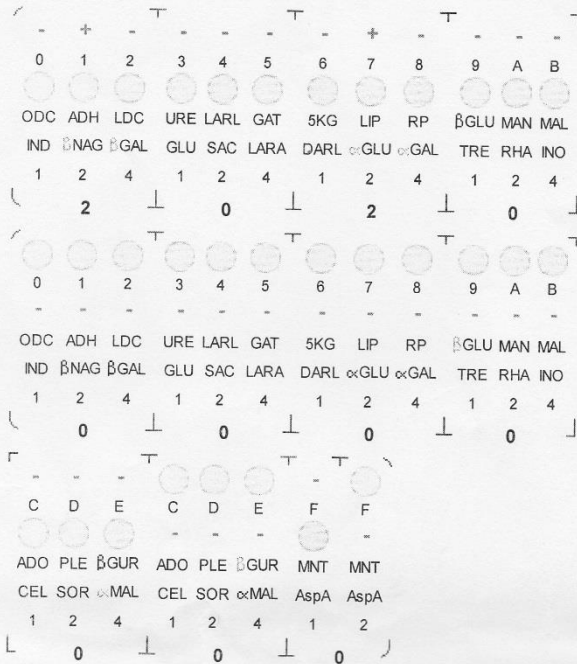 - + - - - - - + - - - -
0 1 2 3 4 5 6 7 8 9 A B
ODC ADH LDC URE LARL GAT 5KG LIP RP βGLU MAN MAL
IND βNAG βGAL GLU SAC LARA DARL αGLU αGAL TRE RHA INO
1 2 4 1 2 4 1 2 4 1 2 4
2 0 2 0
0 1 2 3 4 5 6 7 8 9 A B
- - - - - - - - - - - -
ODC ADH LDC URE LARL GAT 5KG LIP RP βGLU MAN MAL
IND βNAG βGAL GLU SAC LARA DARL αGLU αGAL TRE RHA INO
1 2 4 1 2 4 1 2 4 1 2 4
0 0 0 0
- - - -
C D E C D E F F
- - - -
ADO PLE βGUR ADO PLE βGUR MNT MNT
CEL SOR αMAL CEL SOR αMAL AspA AspA
1 2 4 1 2 4 1 2
0 0 0